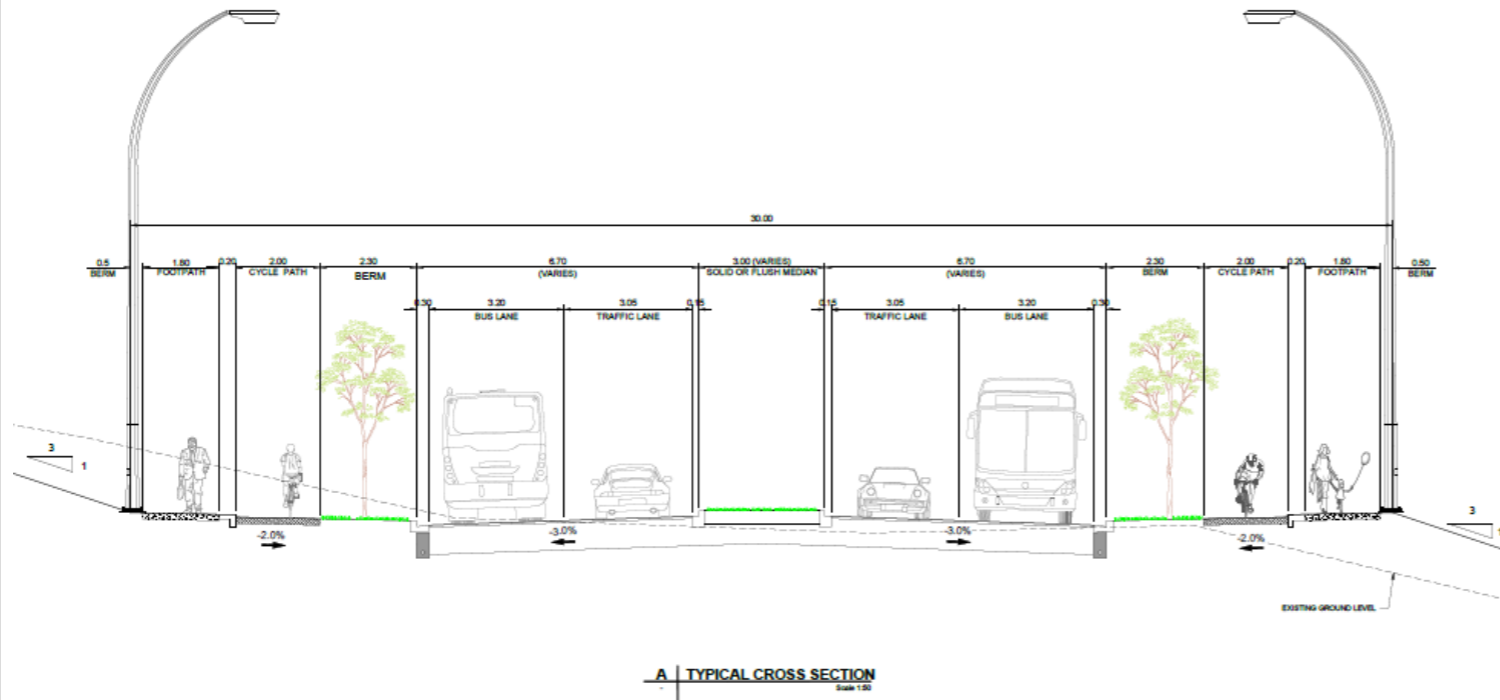 30.00
0.5 1.80 0.20 2.00 2.30 6.70 3.00 (VARIES) 6.70 2.30 2.00 0.20 1.80 0.50
BERM FOOTPATH CYCLE PATH BERM (VARIES) SOLID OR FLUSH MEDIAN (VARIES) BERM CYCLE PATH FOOTPATH BERM
0.30 3.20 3.05 0.15 0.15 3.05 3.20 0.30
BUS LANE TRAFFIC LANE TRAFFIC LANE BUS LANE
3
1
3
1
-2.0% -3.0% -3.0% -2.0%
EXISTING GROUND LEVEL
A TYPICAL CROSS SECTION
- Scale 1:50